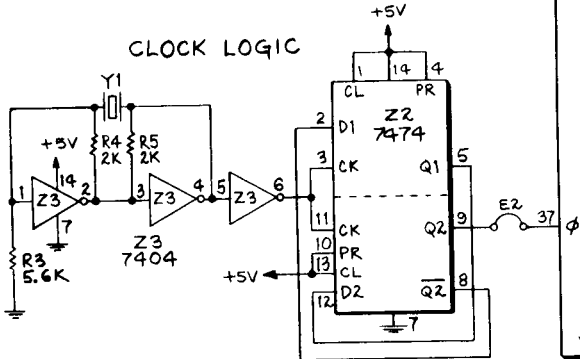 +5V
CLOCK LOGIC
1 14 4
CL PR
Z2
7474
Y1
2 D1
+5V R4 R5
2K 2K
14
3 CK Q1 5
1 Z3 2 3 Z3 4 5 Z3 6
7
11 CK Q2 9 E2 37 Ø
Z3
7404
10 PR
R3
5.6K
+5V 13 CL
12 D2 Q2 8
7